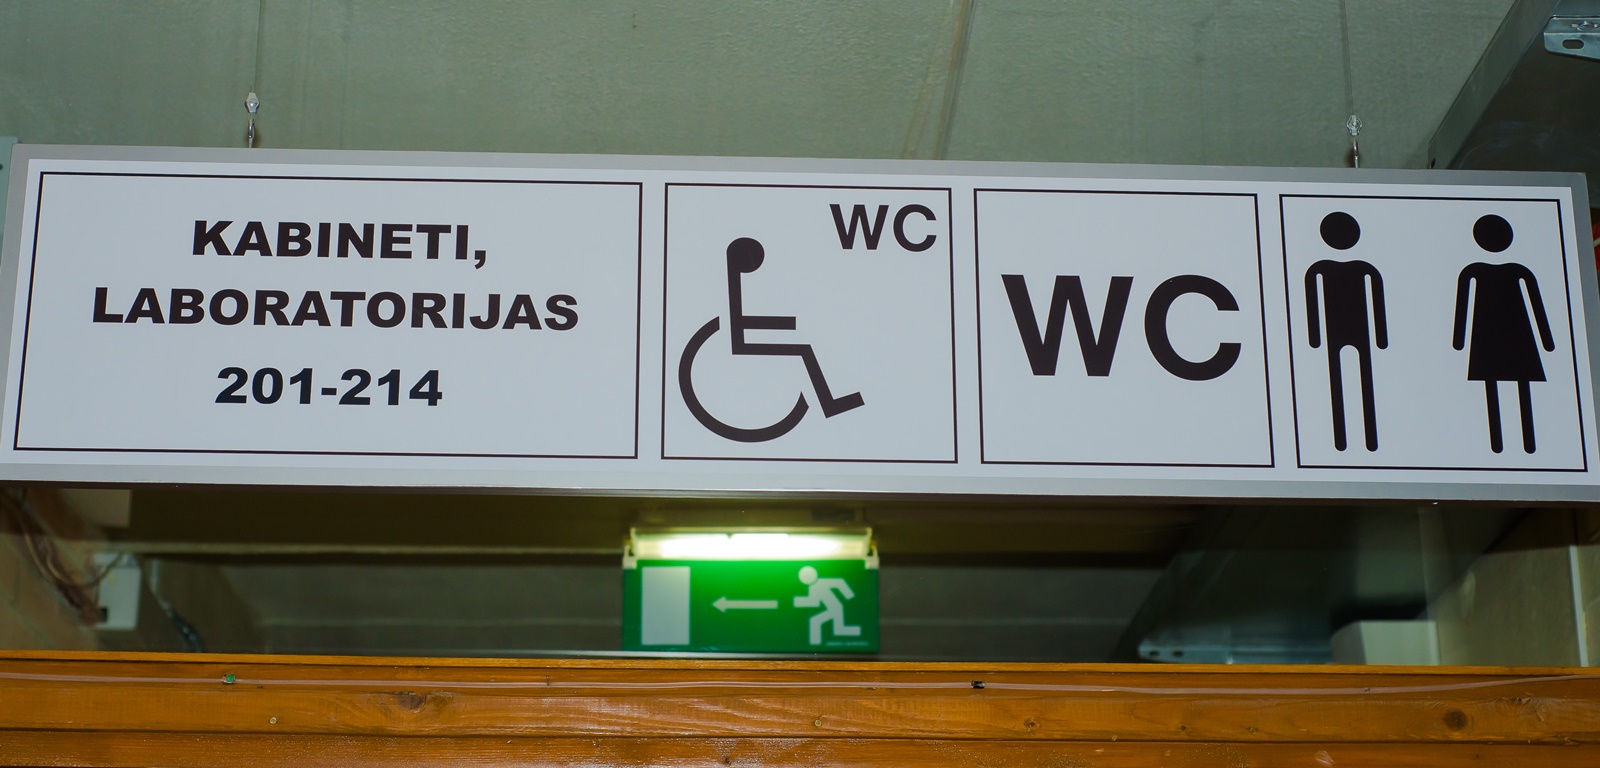 KABINETI,
LABORATORIJAS
201-214
WC
WC